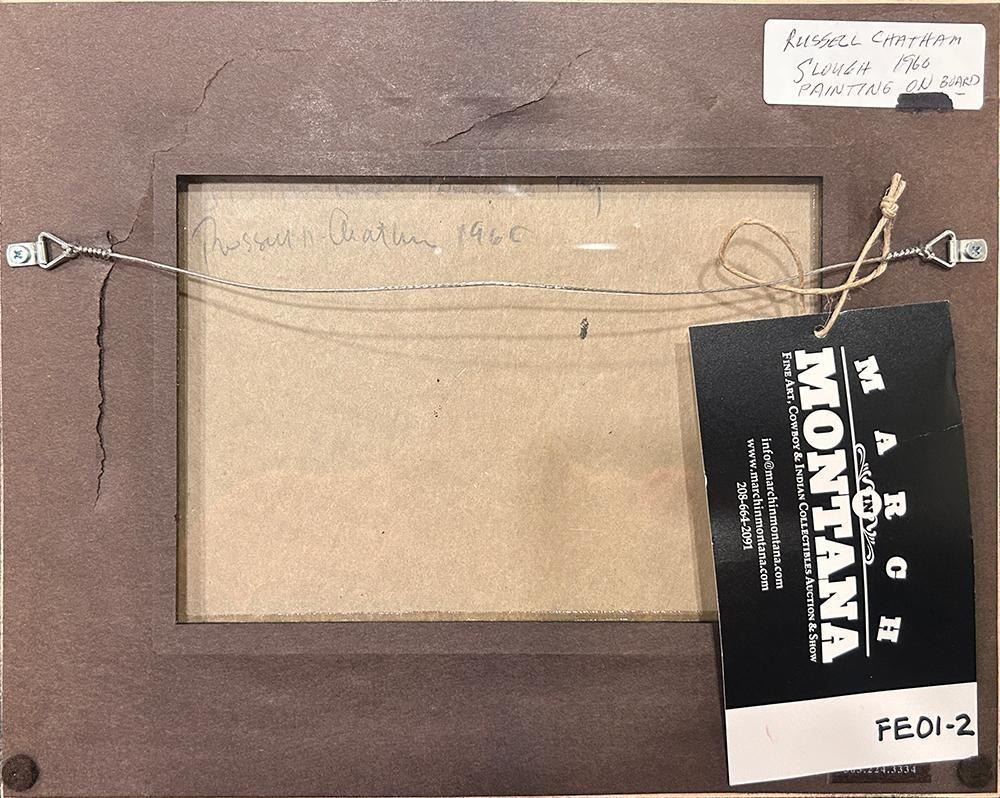 RUSSELL CHATHAM
SLOUGH 1960
PAINTING ON BOARD
Russell Chatham 1960
MARCH
IN
MONTANA
FINE ART, COWBOY & INDIAN COLLECTIBLES AUCTION & SHOW
info@marchinmontana.com
www.marchinmontana.com
208-664-2091
FE01-2